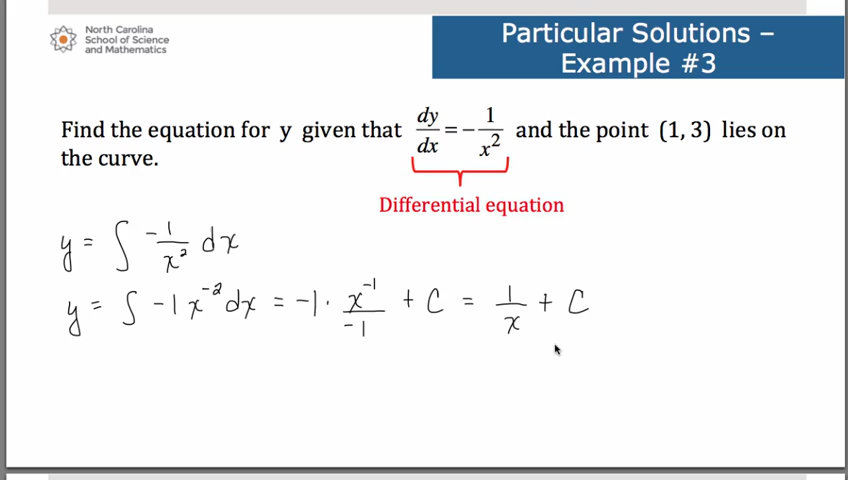 North Carolina
School of Science
and Mathematics
Particular Solutions –
Example #3
Find the equation for y given that dy/dx = - 1/x² and the point (1, 3) lies on
the curve.
Differential equation
y = ∫ -1/x² dx
y = ∫ -1x⁻² dx = -1 · x⁻¹/-1 + C = 1/x + C